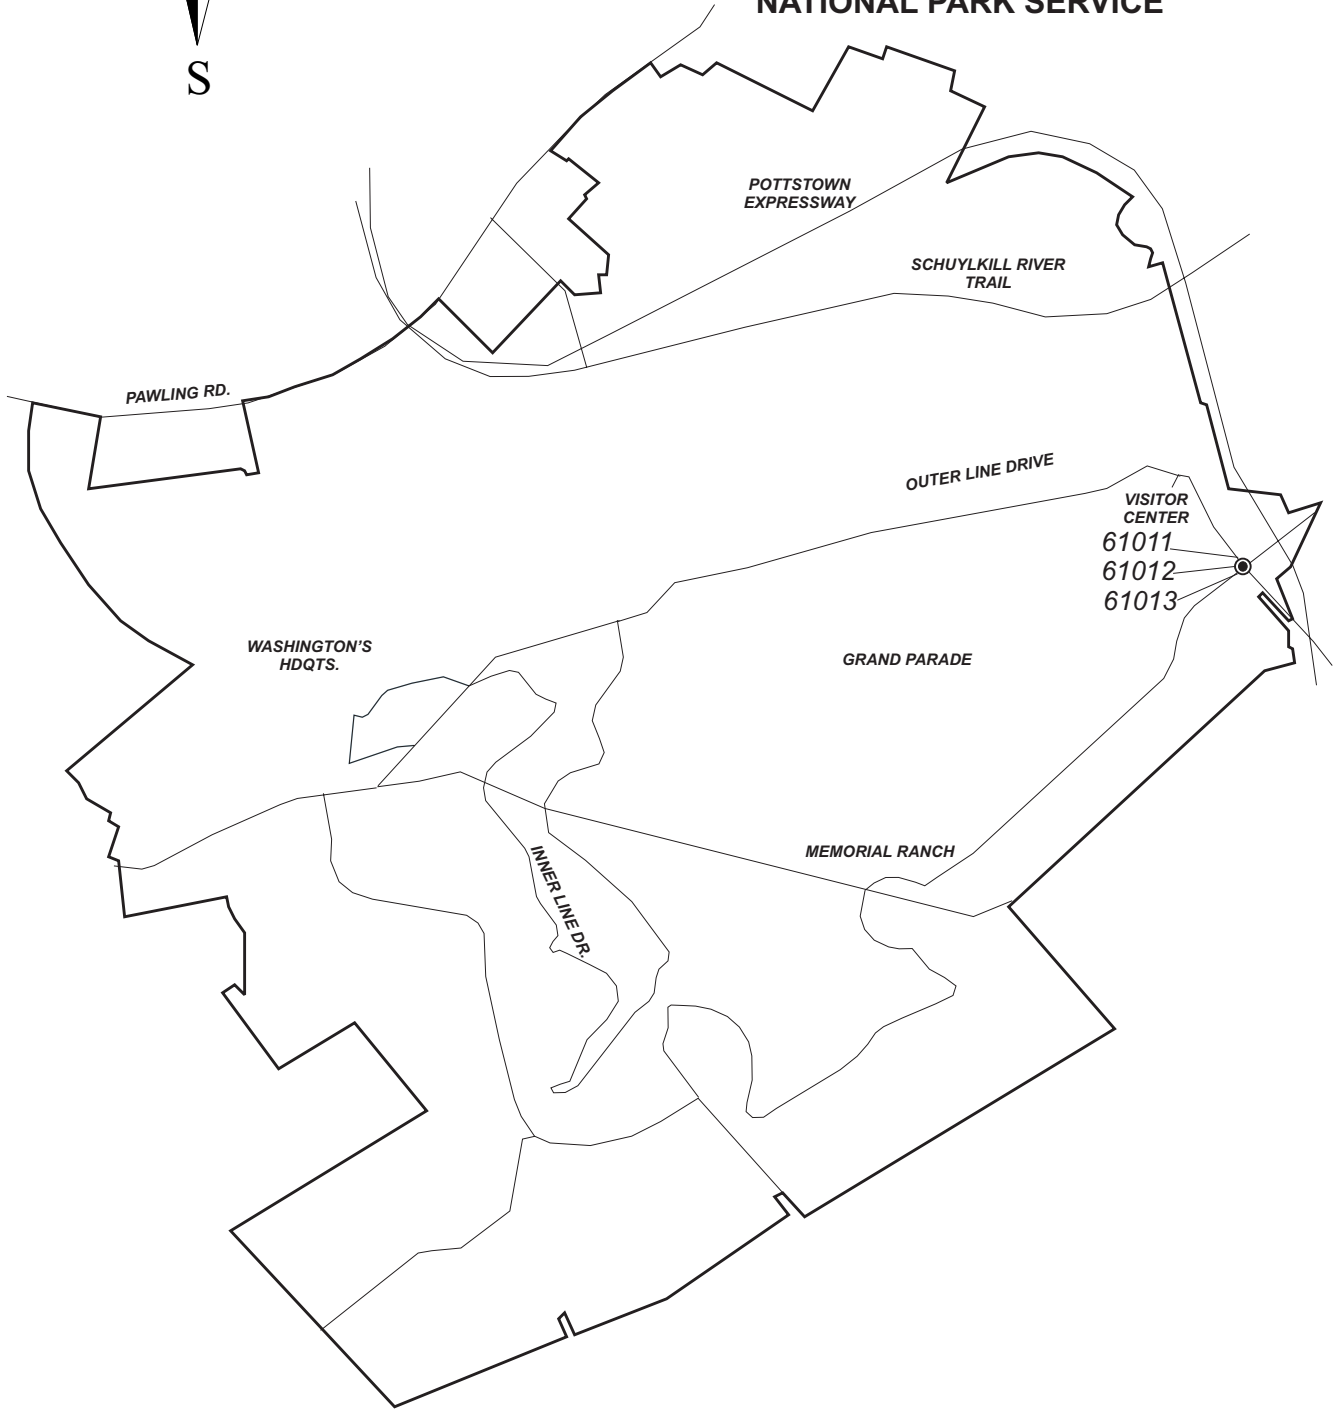 NATIONAL PARK SERVICE
S
POTTSTOWN
EXPRESSWAY
SCHUYLKILL RIVER
TRAIL
PAWLING RD.
OUTER LINE DRIVE
VISITOR
CENTER
61011
61012
61013
WASHINGTON'S
HDQTS.
GRAND PARADE
MEMORIAL RANCH
INNER LINE DR.